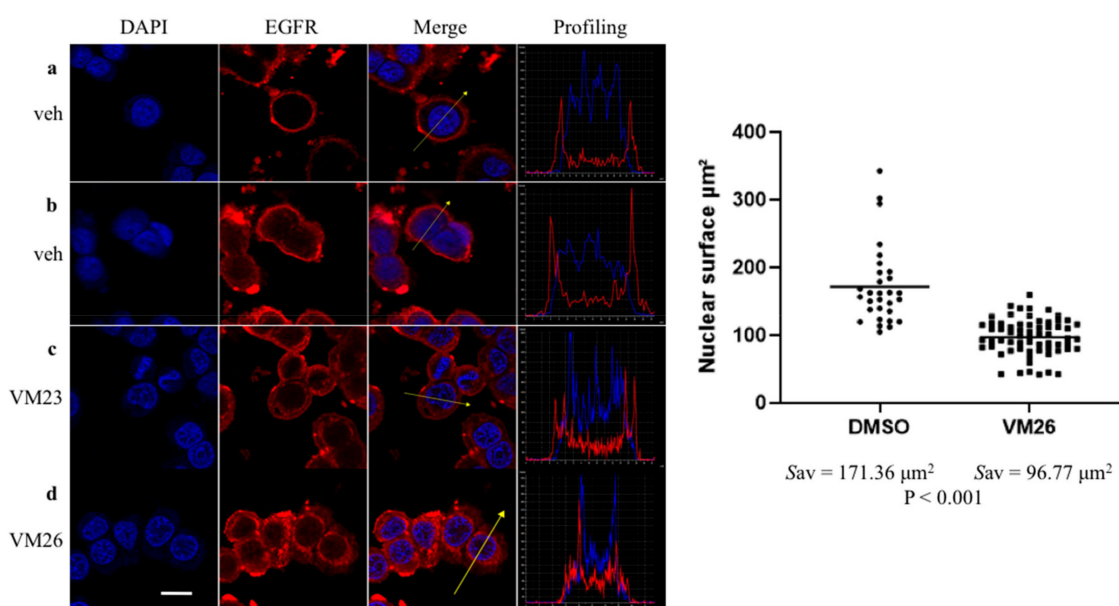 DAPI EGFR Merge Profiling
a
veh
b
veh
c
VM23
d
VM26
Nuclear surface µm²
400
300
200
100
0
DMSO VM26
Sav = 171.36 µm² Sav = 96.77 µm²
P < 0.001